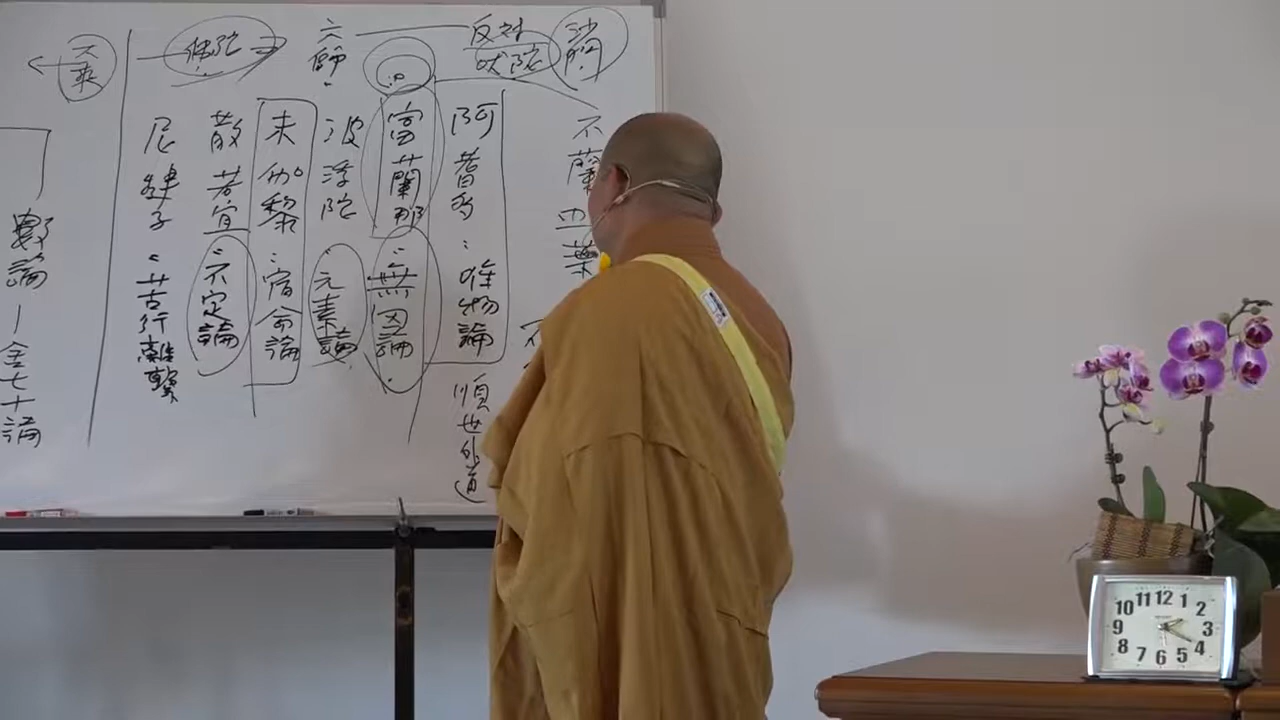 沙門
反対
吠陀
六師
佛陀
大乘
不蘭迦葉
阿耆多：唯物論
順世外道
富蘭那：無因論
波浮陀：元素論
末伽黎：宿命論
散若宜：不定論
尼犍子：苦行離繫
數論－金七十論
12
1
2
3
4
5
6
7
8
9
10
11